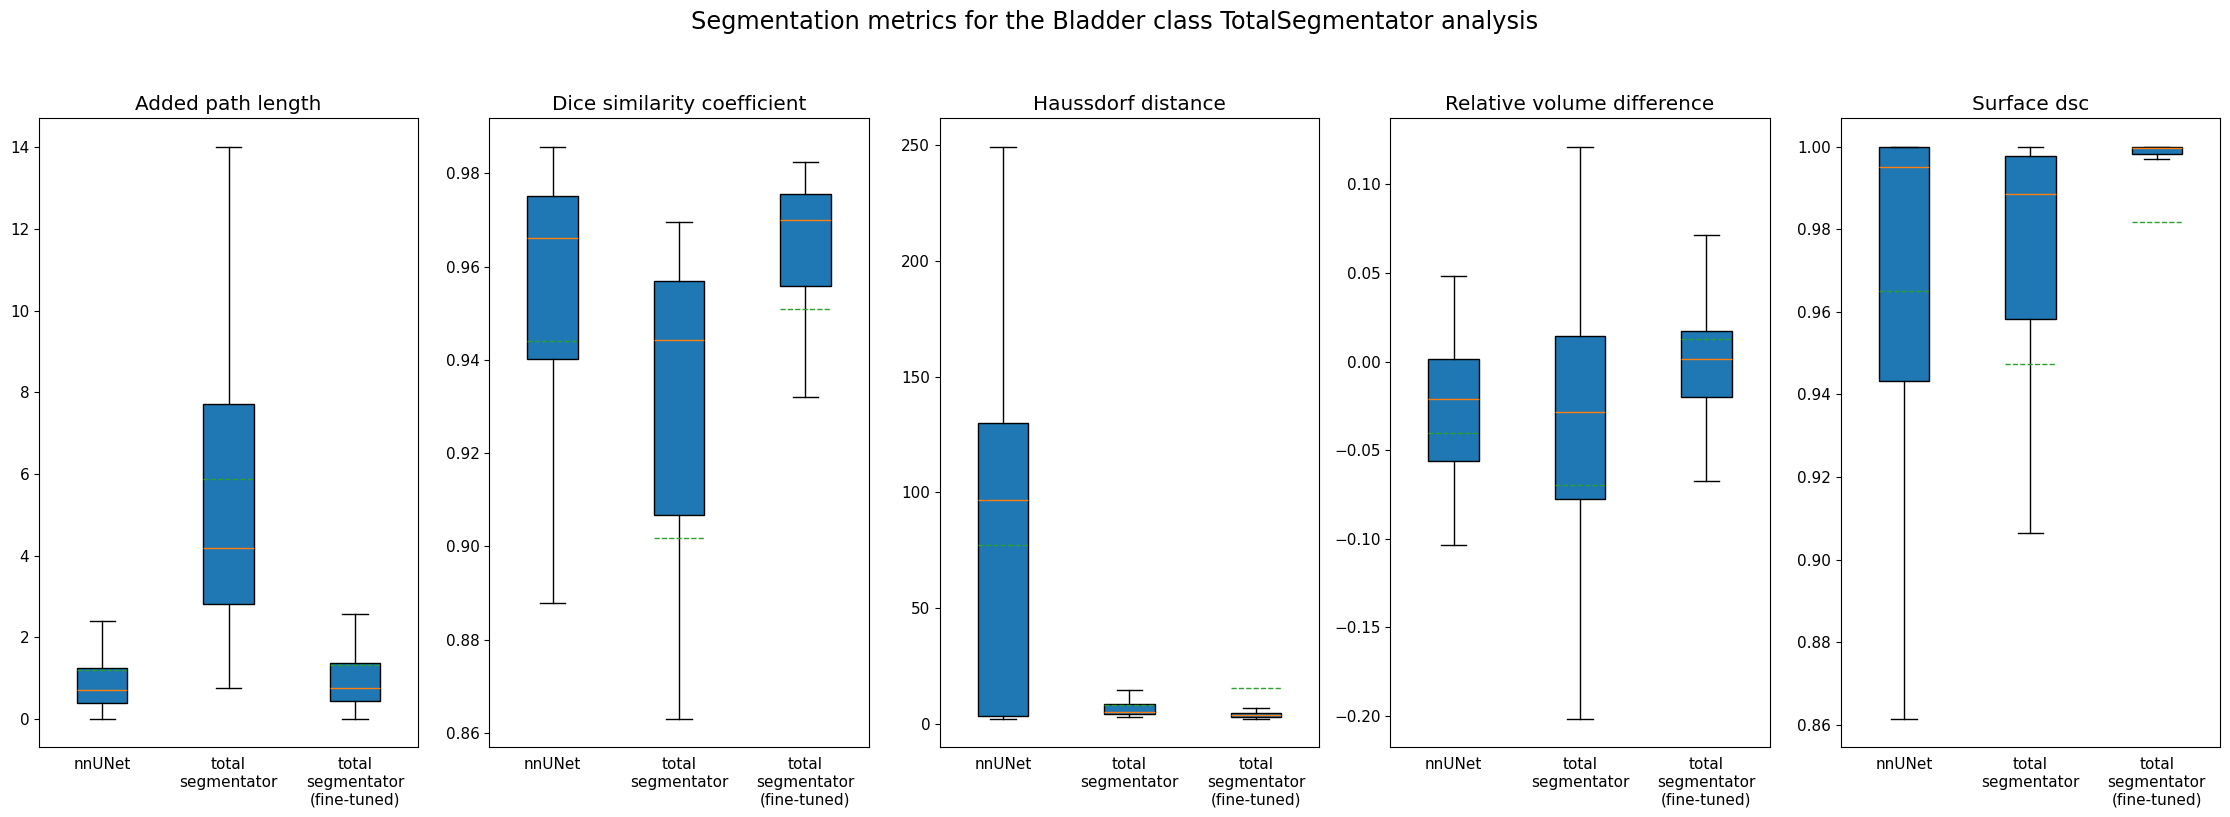 Segmentation metrics for the Bladder class TotalSegmentator analysis
Added path length
14
12
10
8
6
4
2
0
nnUNet
total
segmentator
total
segmentator
(fine-tuned)
Dice similarity coefficient
0.98
0.96
0.94
0.92
0.90
0.88
0.86
nnUNet
total
segmentator
total
segmentator
(fine-tuned)
Haussdorf distance
250
200
150
100
50
0
nnUNet
total
segmentator
total
segmentator
(fine-tuned)
Relative volume difference
0.10
0.05
0.00
−0.05
−0.10
−0.15
−0.20
nnUNet
total
segmentator
total
segmentator
(fine-tuned)
Surface dsc
1.00
0.98
0.96
0.94
0.92
0.90
0.88
0.86
nnUNet
total
segmentator
total
segmentator
(fine-tuned)